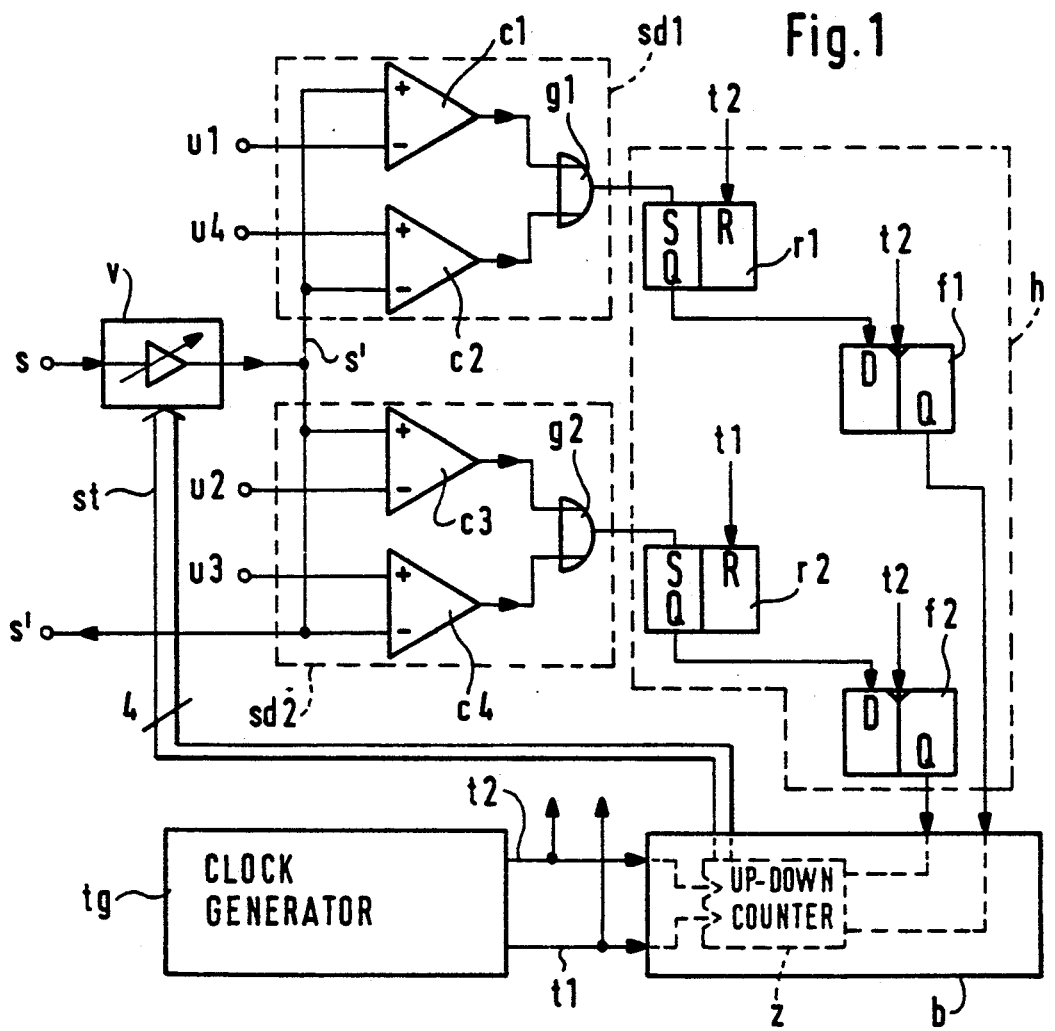 Fig.1
c1
sd1
g1
t2
u1
+
−
S
R
Q
r1
u4
+
−
t2
v
c2
f1
h
s
s'
D
Q
g2
t1
st
u2
+
−
c3
u3
+
−
S
R
Q
r2
t2
f2
s'
4
sd2
c4
D
Q
t2
tg
CLOCK
GENERATOR
UP-DOWN
COUNTER
t1
z
b